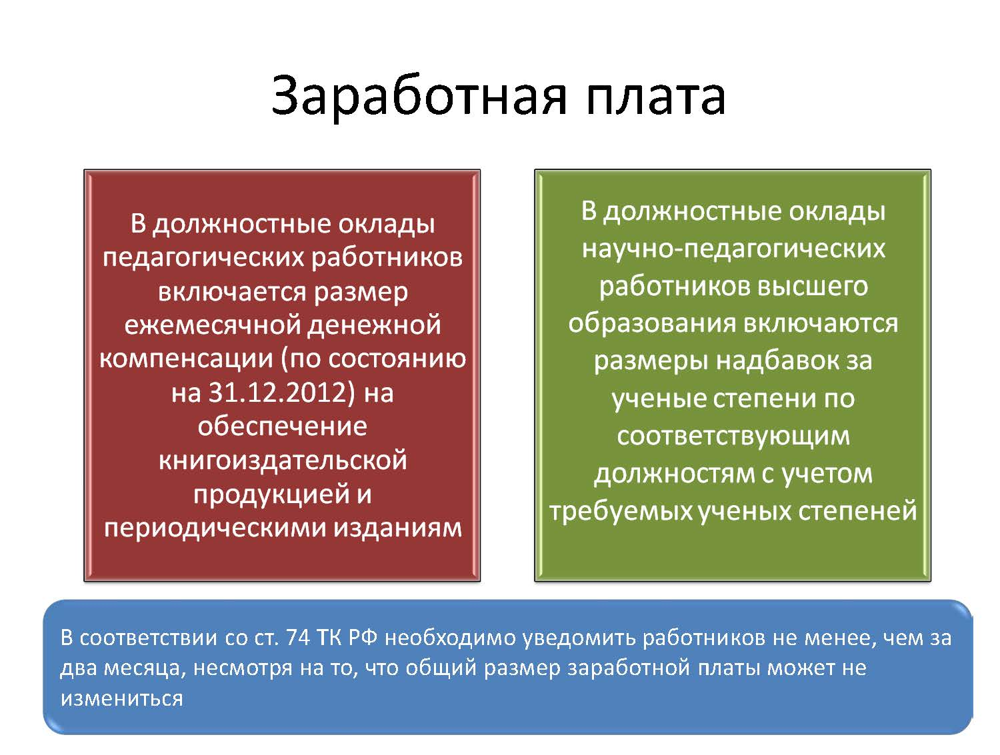 Заработная плата
В должностные оклады
педагогических работников
включается размер
ежемесячной денежной
компенсации (по состоянию
на 31.12.2012) на
обеспечение
книгоиздательской
продукцией и
периодическими изданиям
В должностные оклады
научно-педагогических
работников высшего
образования включаются
размеры надбавок за
ученые степени по
соответствующим
должностям с учетом
требуемых ученых степеней
В соответствии со ст. 74 ТК РФ необходимо уведомить работников не менее, чем за
два месяца, несмотря на то, что общий размер заработной платы может не
измениться